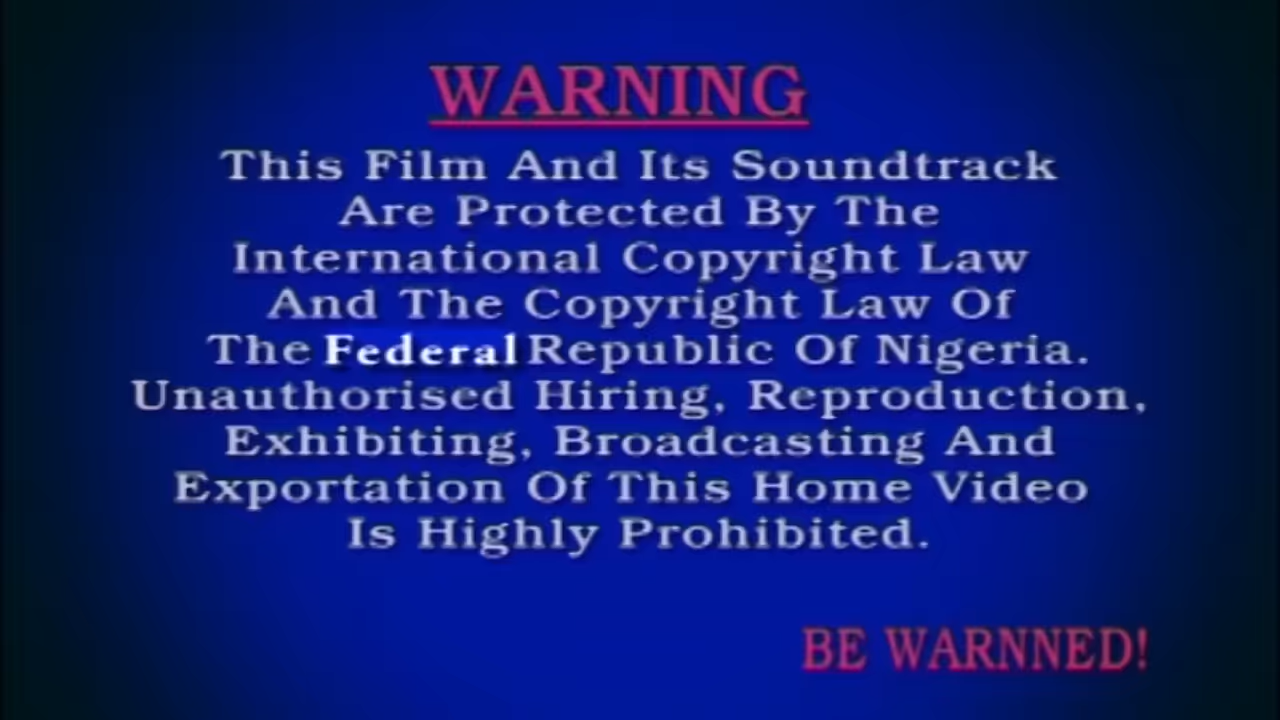 WARNING
This Film And Its Soundtrack
Are Protected By The
International Copyright Law
And The Copyright Law Of
The Federal Republic Of Nigeria.
Unauthorised Hiring, Reproduction,
Exhibiting, Broadcasting And
Exportation Of This Home Video
Is Highly Prohibited.
BE WARNNED!